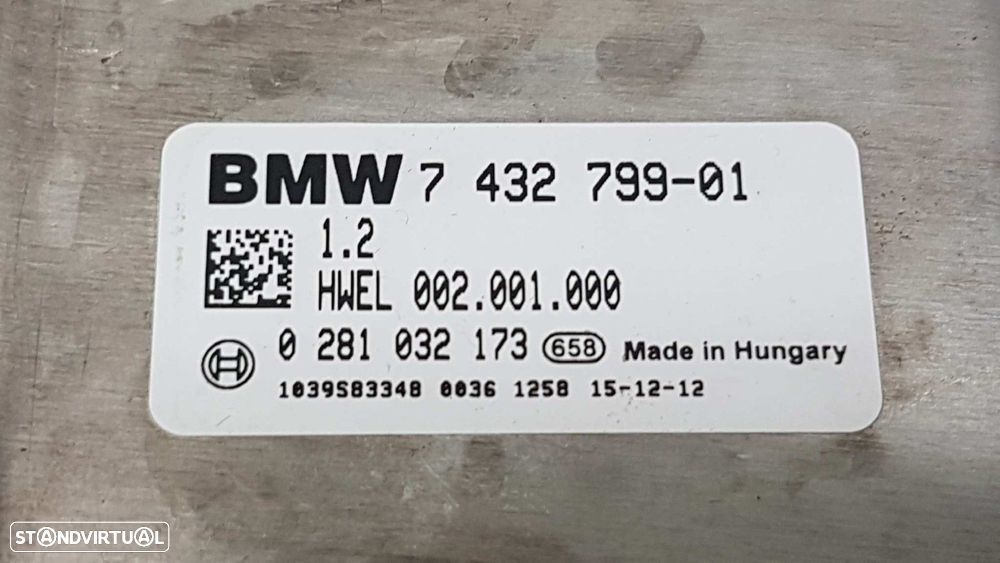 BMW 7 432 799-01
1.2
HWEL 002.001.000
0 281 032 173 658 Made in Hungary
1039S83348 0036 1258 15-12-12
STANDVIRTUAL